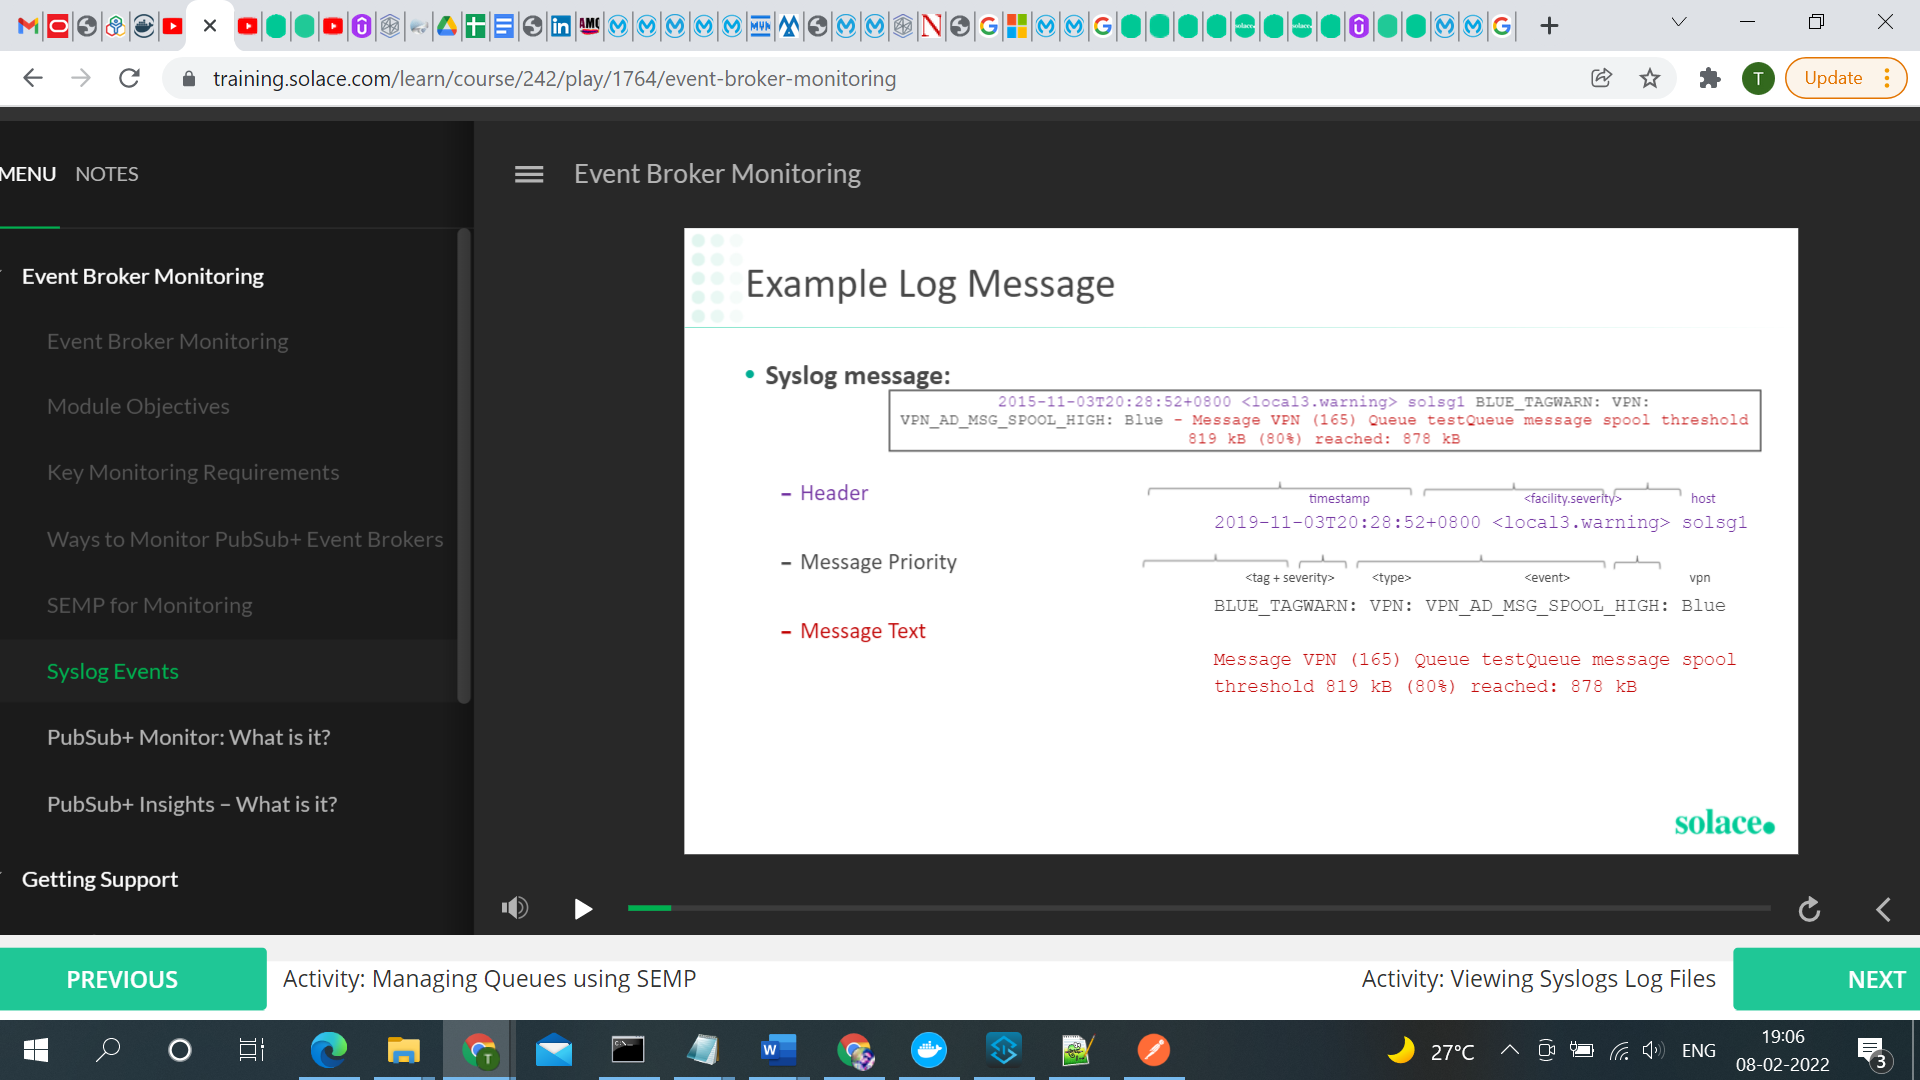 training.solace.com/learn/course/242/play/1764/event-broker-monitoring
T
Update
MENU NOTES
Event Broker Monitoring
Event Broker Monitoring
Event Broker Monitoring
Module Objectives
Key Monitoring Requirements
Ways to Monitor PubSub+ Event Brokers
SEMP for Monitoring
Syslog Events
PubSub+ Monitor: What is it?
PubSub+ Insights – What is it?
Getting Support
Example Log Message
• Syslog message:
2015-11-03T20:28:52+0800 <local3.warning> solsg1 BLUE_TAGWARN: VPN:
VPN_AD_MSG_SPOOL_HIGH: Blue - Message VPN (165) Queue testQueue message spool threshold
819 kB (80%) reached: 878 kB
– Header
timestamp <facility.severity> host
2019-11-03T20:28:52+0800 <local3.warning> solsg1
– Message Priority
<tag + severity> <type> <event> vpn
BLUE_TAGWARN: VPN: VPN_AD_MSG_SPOOL_HIGH: Blue
– Message Text
Message VPN (165) Queue testQueue message spool
threshold 819 kB (80%) reached: 878 kB
solace.
PREVIOUS
Activity: Managing Queues using SEMP
Activity: Viewing Syslogs Log Files
NEXT
27°C
ENG
19:06
08-02-2022
3